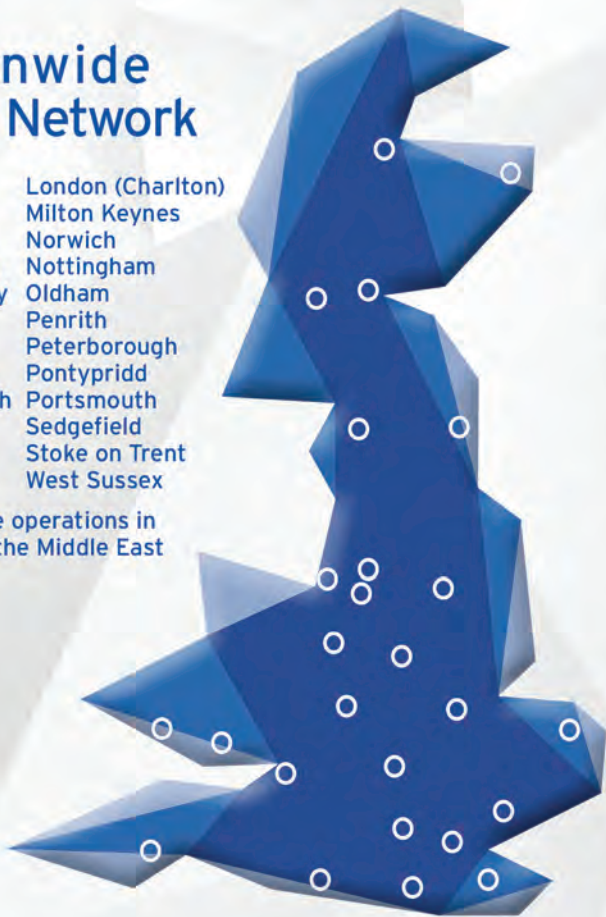 nwide
Network
London (Charlton)
Milton Keynes
Norwich
Nottingham
y Oldham
Penrith
Peterborough
Pontypridd
h Portsmouth
Sedgefield
Stoke on Trent
West Sussex
e operations in
the Middle East